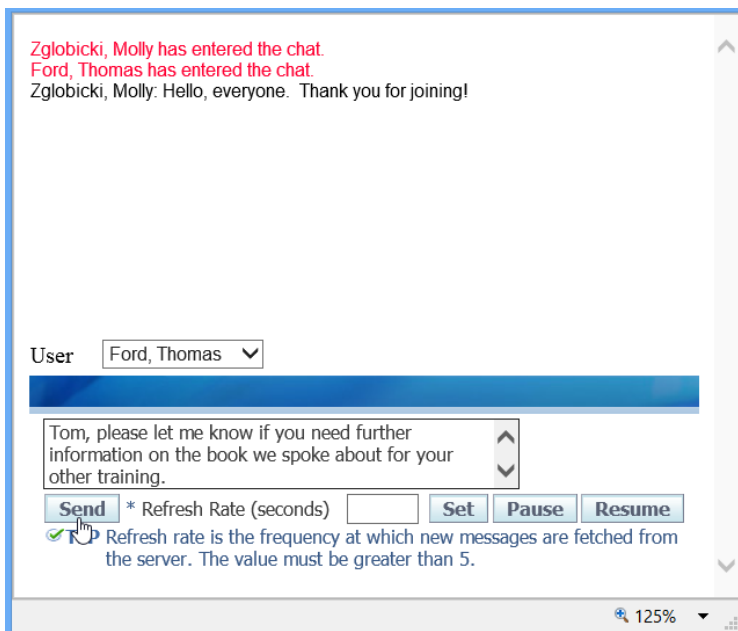 Zglobicki, Molly has entered the chat.
Ford, Thomas has entered the chat.
Zglobicki, Molly: Hello, everyone.  Thank you for joining!
User Ford, Thomas
Tom, please let me know if you need further
information on the book we spoke about for your
other training.
Send * Refresh Rate (seconds) Set Pause Resume
Refresh rate is the frequency at which new messages are fetched from
the server. The value must be greater than 5.
125%